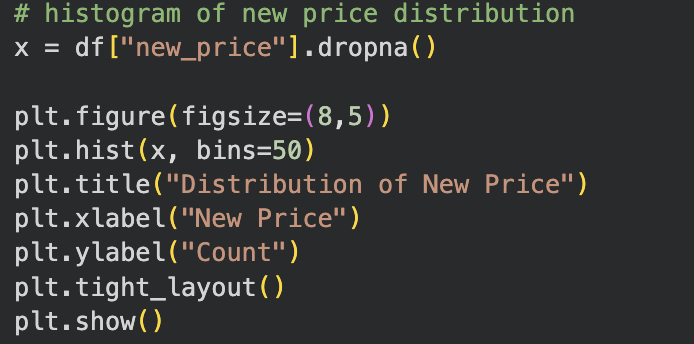 # histogram of new price distribution
x = df["new_price"].dropna()
plt.figure(figsize=(8,5))
plt.hist(x, bins=50)
plt.title("Distribution of New Price")
plt.xlabel("New Price")
plt.ylabel("Count")
plt.tight_layout()
plt.show()